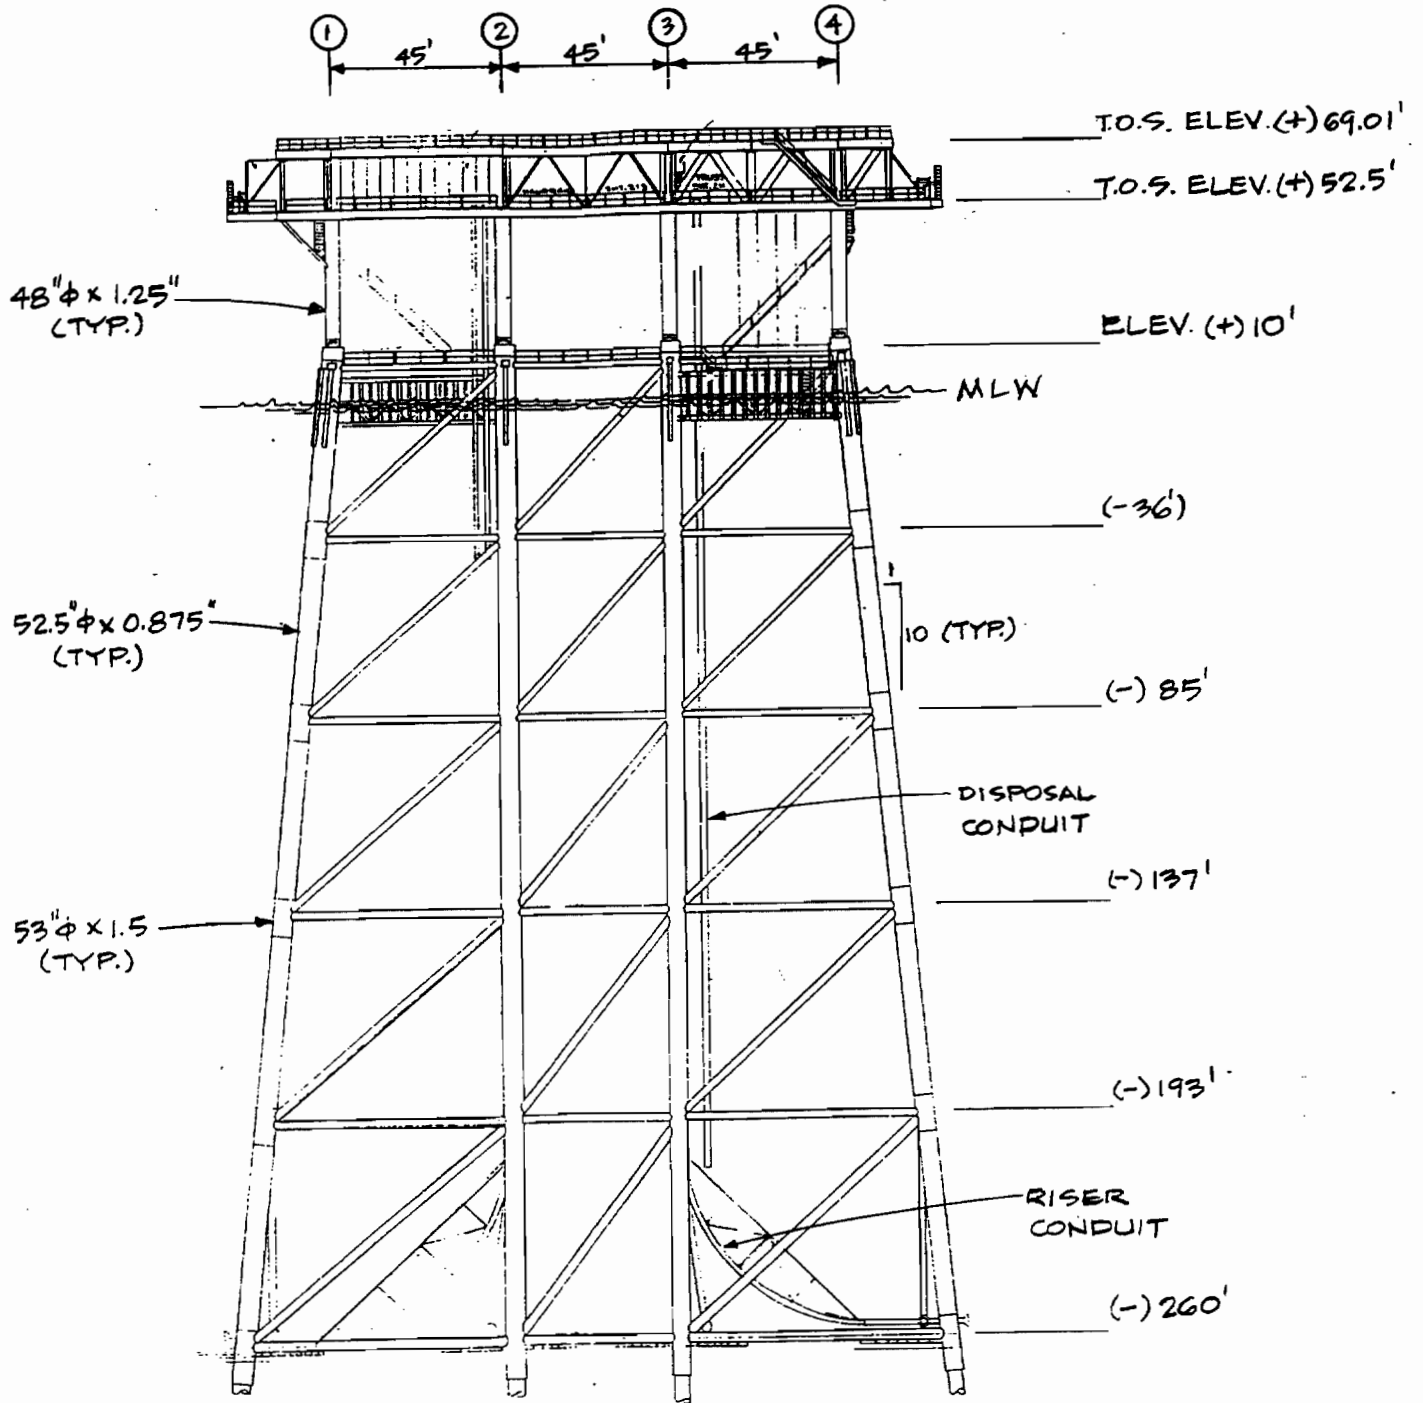 1 2 3 4
45' 45' 45'
T.O.S. ELEV.(+) 69.01'
T.O.S. ELEV.(+) 52.5'
48"φ x 1.25"
(TYP.)
ELEV. (+) 10'
MLW
(-36')
1
10 (TYP.)
52.5"φ x 0.875"
(TYP.)
(-) 85'
DISPOSAL
CONDUIT
(-) 137'
53"φ x 1.5
(TYP.)
(-) 193'
RISER
CONDUIT
(-) 260'